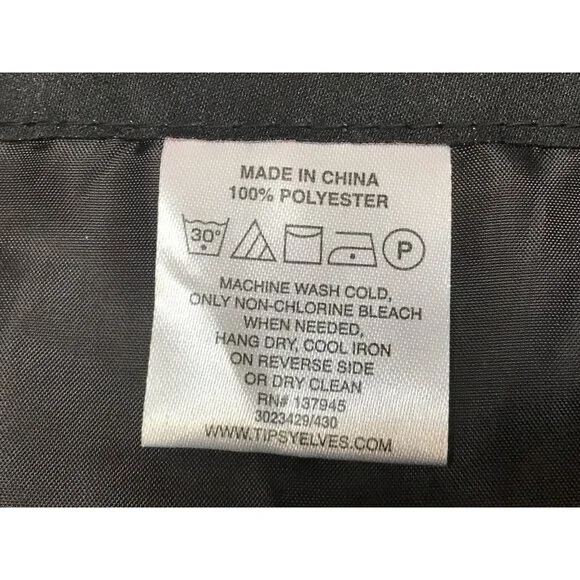 MADE IN CHINA
100% POLYESTER
30° P
MACHINE WASH COLD,
ONLY NON-CHLORINE BLEACH
WHEN NEEDED,
HANG DRY, COOL IRON
ON REVERSE SIDE
OR DRY CLEAN
RN# 137945
3023429/430
WWW.TIPSYELVES.COM